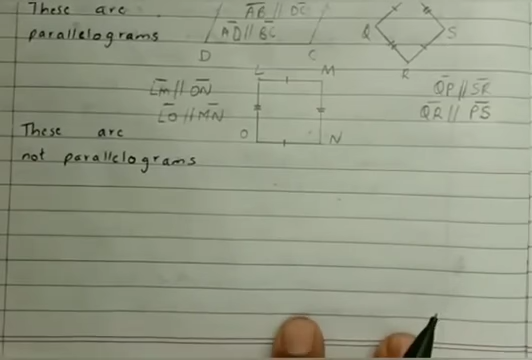 These are
parallelograms
AB // DC
AD // BC
D C
Q S
R
L M
O N
LM // ON
LO // MN
QP // SR
QR // PS
These are
not parallelograms